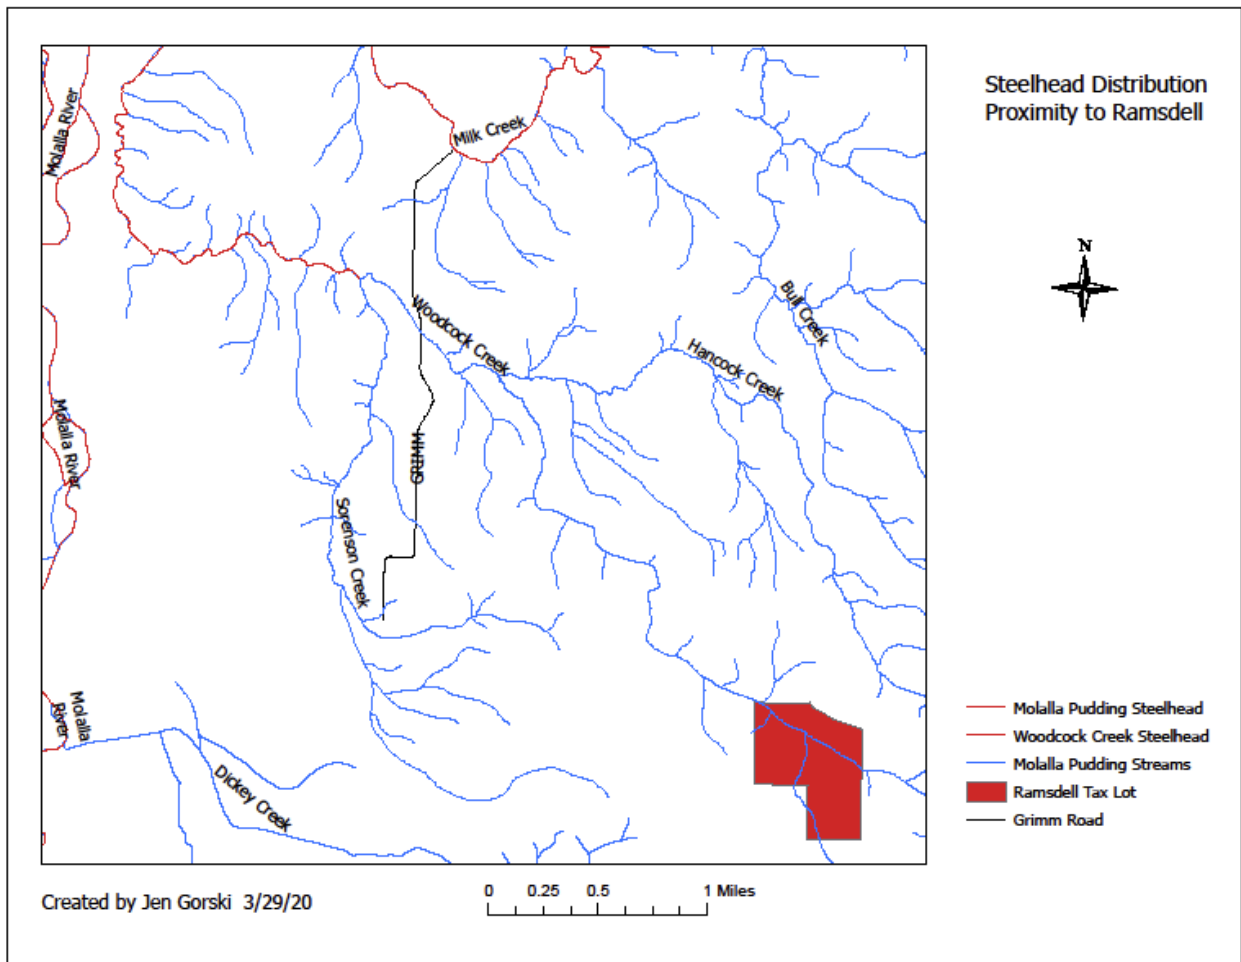 Steelhead Distribution
Proximity to Ramsdell
Molalla River
Milk Creek
N
Bull Creek
Woodcock Creek
Hancock Creek
Molalla River
GRIMM
Sorenson Creek
Molalla
River
Dickey Creek
Molalla Pudding Steelhead
Woodcock Creek Steelhead
Molalla Pudding Streams
Ramsdell Tax Lot
Grimm Road
0 0.25 0.5 1 Miles
Created by Jen Gorski 3/29/20